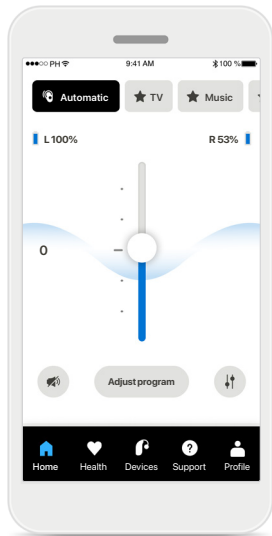 PH 9:41 AM 100 %
Automatic TV Music
L 100% R 53%
0
Adjust program
Home Health Devices Support Profile